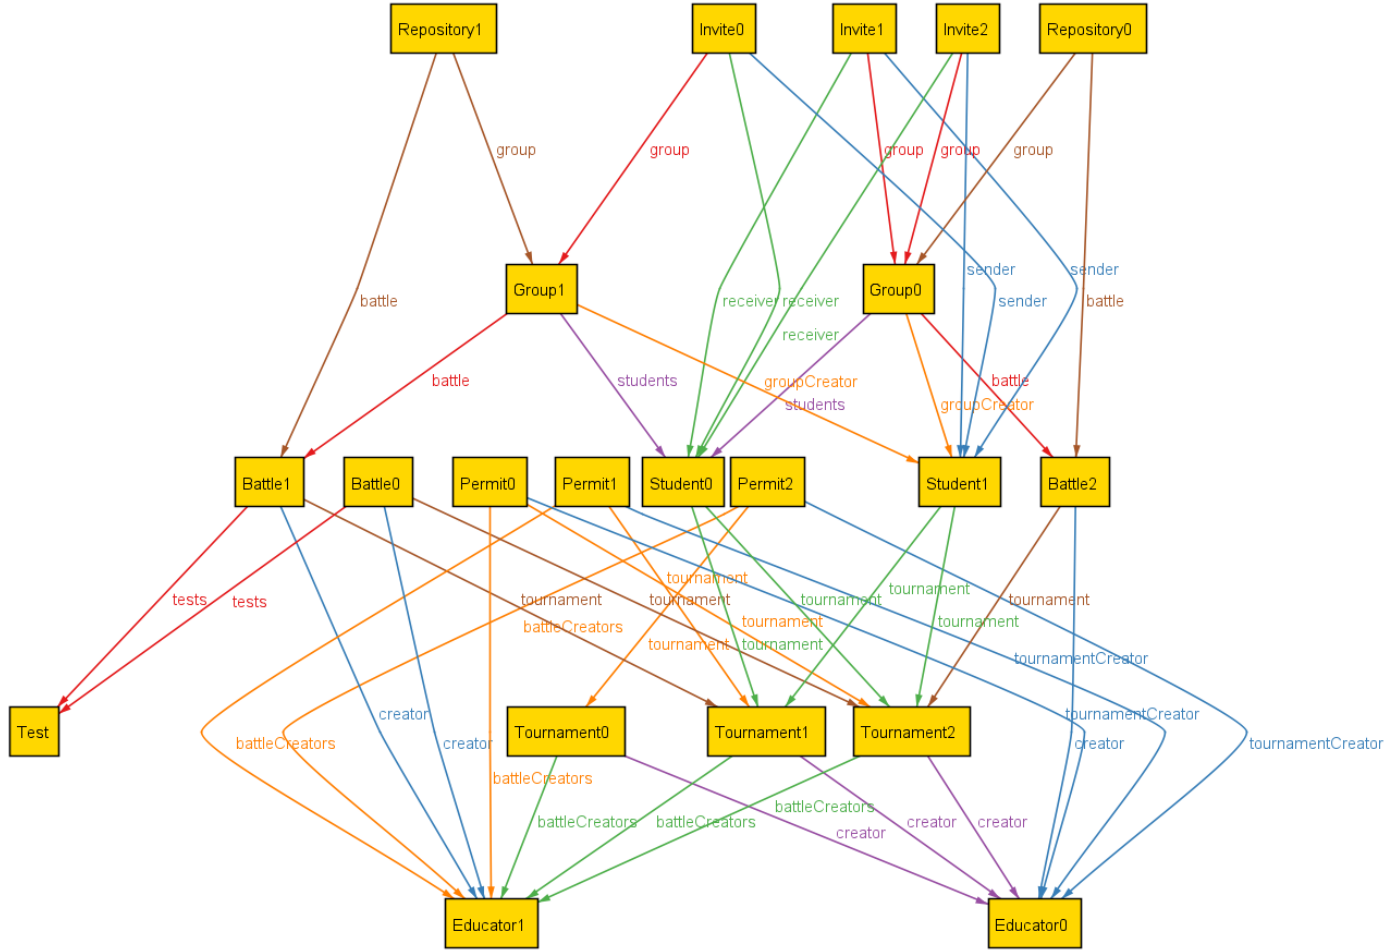 Repository1
Invite0
Invite1
Invite2
Repository0
group
group
group
group
group
sender
sender
Group1
Group0
battle
receiver
receiver
sender
battle
receiver
battle
students
groupCreator
battle
students
groupCreator
Battle1
Battle0
Permit0
Permit1
Student0
Permit2
Student1
Battle2
tournament
tournament
tests
tests
tournament
tournament
tournament
tournament
battleCreators
tournament
tournament
tournament
tournament
tournamentCreator
creator
tournamentCreator
Test
Tournament0
Tournament1
Tournament2
battleCreators
creator
creator
tournamentCreator
battleCreators
battleCreators
battleCreators
battleCreators
creator
creator
creator
Educator1
Educator0